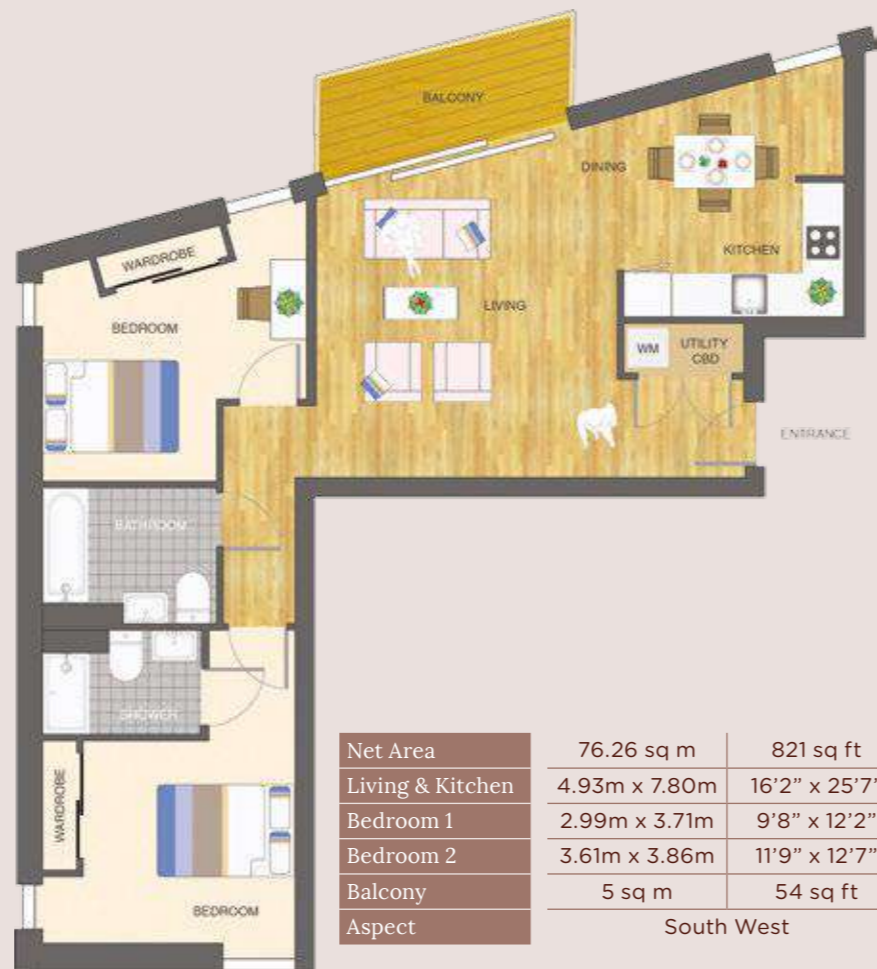 BALCONY
DINING
WARDROBE
KITCHEN
LIVING
BEDROOM
WM
UTILITY
CBD
ENTRANCE
BATHROOM
SHOWER
WARDROBE
BEDROOM
Net Area 76.26 sq m 821 sq ft
Living & Kitchen 4.93m x 7.80m 16’2” x 25’7”
Bedroom 1 2.99m x 3.71m 9’8” x 12’2”
Bedroom 2 3.61m x 3.86m 11’9” x 12’7”
Balcony 5 sq m 54 sq ft
Aspect South West